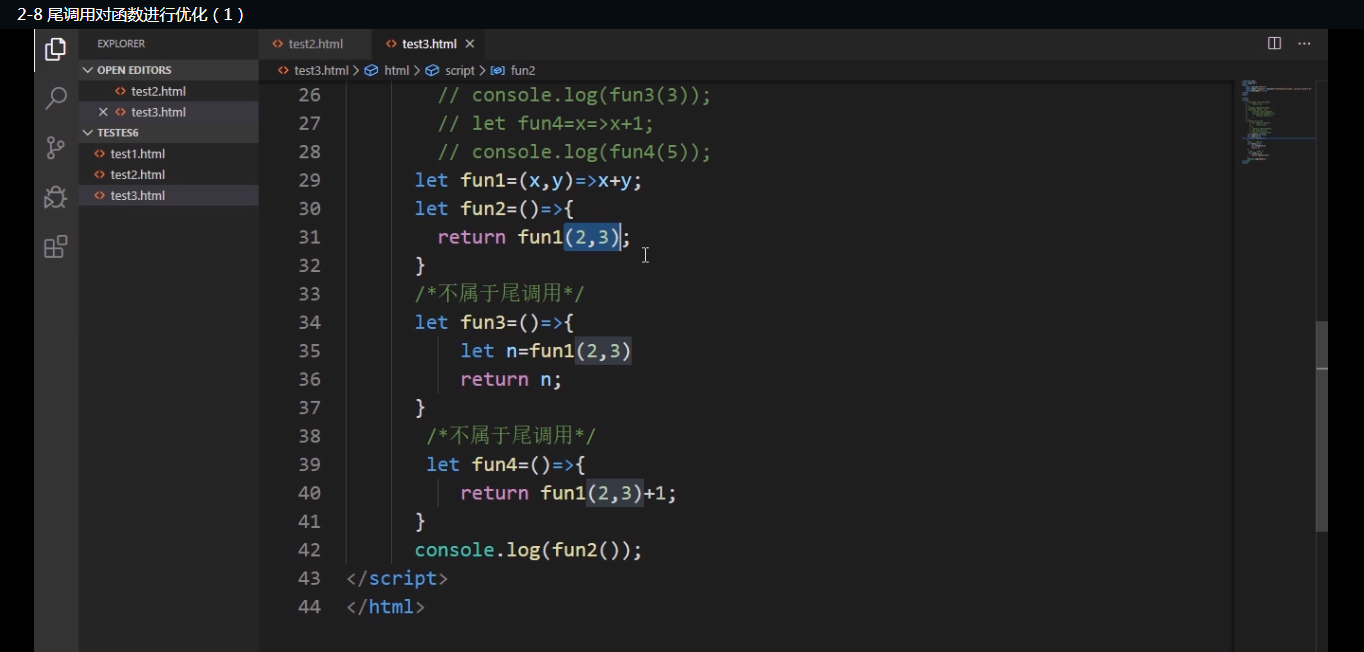 2-8 尾调用对函数进行优化（1）
EXPLORER
OPEN EDITORS
test2.html
test3.html
TESTES6
test1.html
test2.html
test3.html
test2.html test3.html
test3.html > html > script > fun2
26 // console.log(fun3(3));
27 // let fun4=x=>x+1;
28 // console.log(fun4(5));
29 let fun1=(x,y)=>x+y;
30 let fun2=()=>{
31 return fun1(2,3);
32 }
33 /*不属于尾调用*/
34 let fun3=()=>{
35 let n=fun1(2,3)
36 return n;
37 }
38 /*不属于尾调用*/
39 let fun4=()=>{
40 return fun1(2,3)+1;
41 }
42 console.log(fun2());
43 </script>
44 </html>